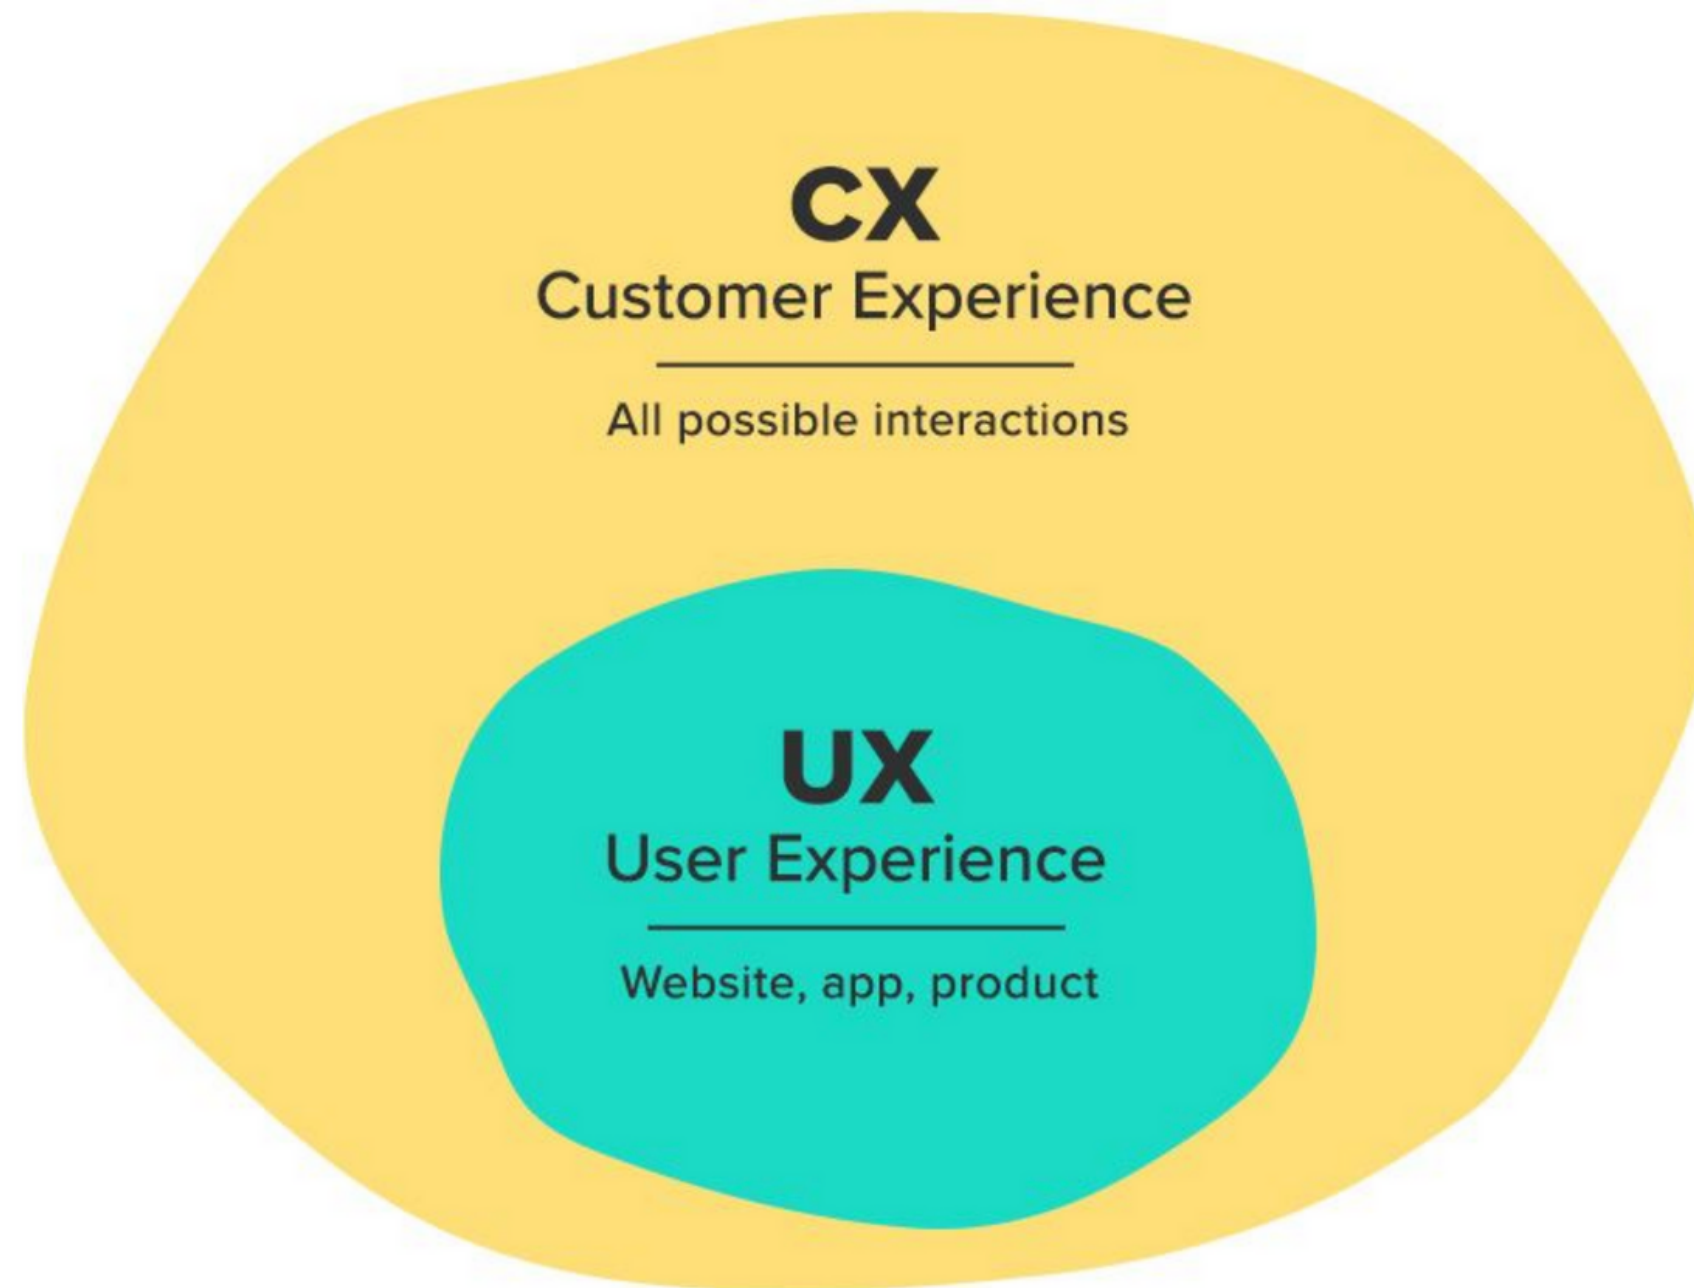 CX
Customer Experience
All possible interactions
UX
User Experience
Website, app, product